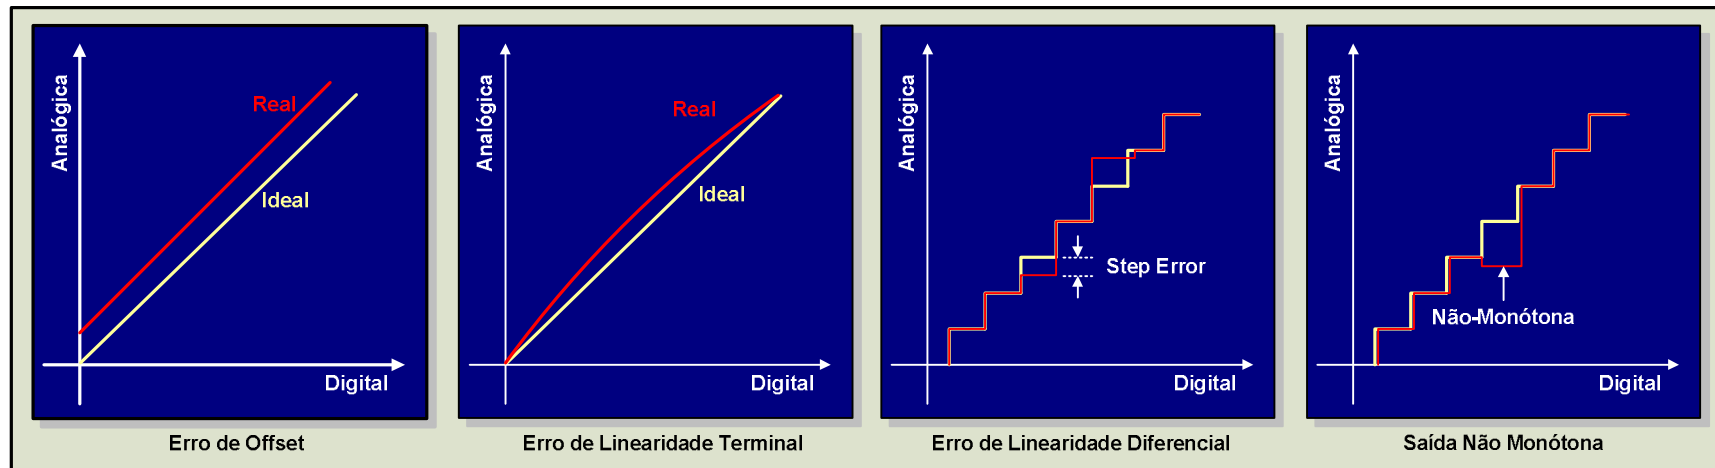 Analógica
Real
Ideal
Digital
Erro de Offset
Analógica
Real
Ideal
Digital
Erro de Linearidade Terminal
Analógica
Step Error
Digital
Erro de Linearidade Diferencial
Analógica
Não-Monótona
Digital
Saída Não Monótona